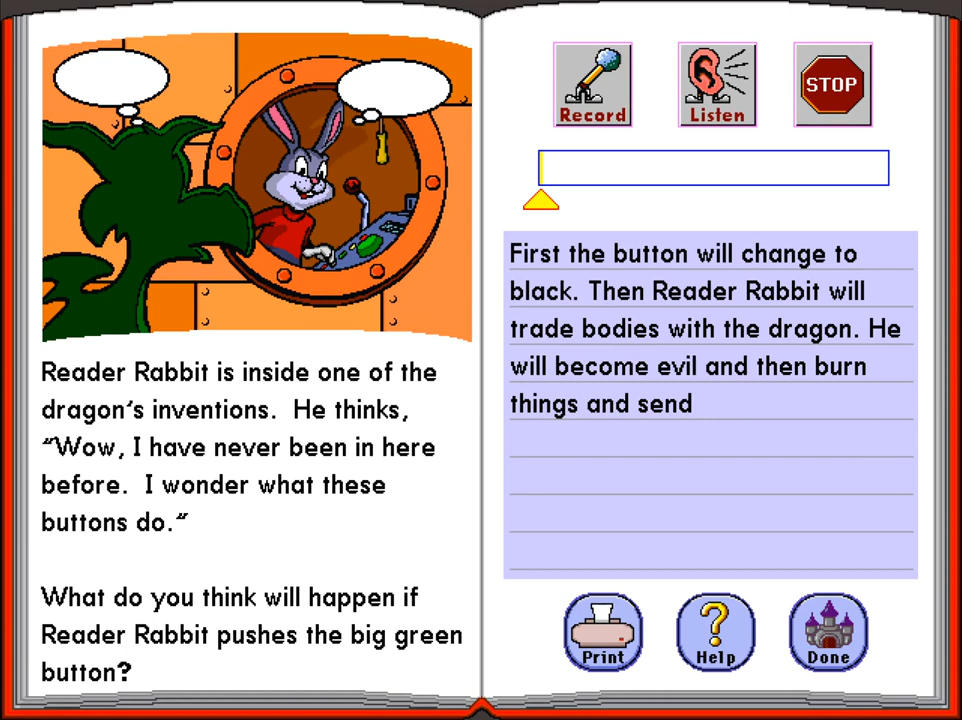 Reader Rabbit is inside one of the
dragon's inventions. He thinks,
"Wow, I have never been in here
before. I wonder what these
buttons do."
What do you think will happen if
Reader Rabbit pushes the big green
button?
Record
Listen
STOP
First the button will change to
black. Then Reader Rabbit will
trade bodies with the dragon. He
will become evil and then burn
things and send
Print
Help
Done